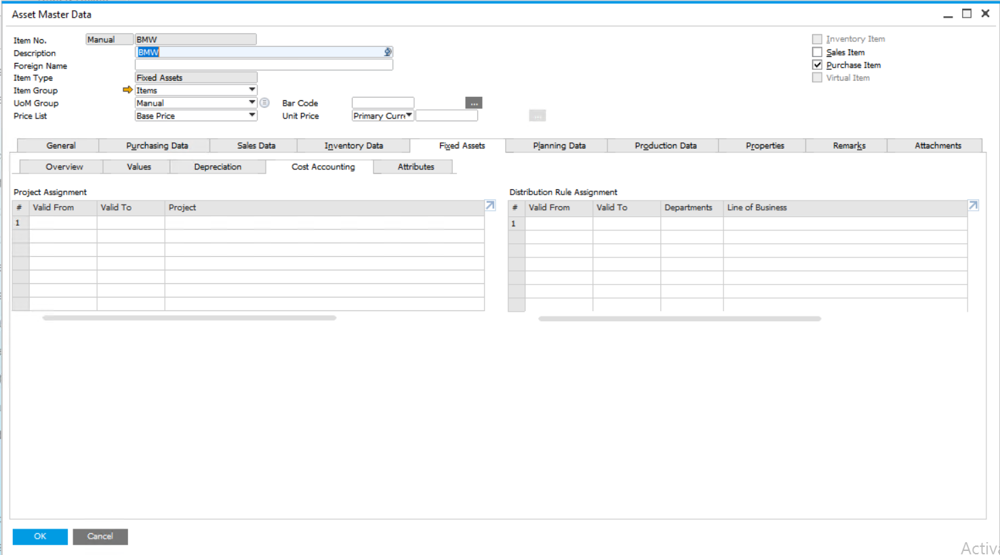 Asset Master Data
Item No. Manual BMW
Description BMW
Foreign Name
Item Type Fixed Assets
Item Group Items
UoM Group Manual Bar Code ...
Price List Base Price Unit Price Primary Curr ...
Inventory Item
Sales Item
Purchase Item
Virtual Item
General Purchasing Data Sales Data Inventory Data Fixed Assets Planning Data Production Data Properties Remarks Attachments
Overview Values Depreciation Cost Accounting Attributes
Project Assignment
# Valid From Valid To Project
1
Distribution Rule Assignment
# Valid From Valid To Departments Line of Business
1
OK Cancel
Activa